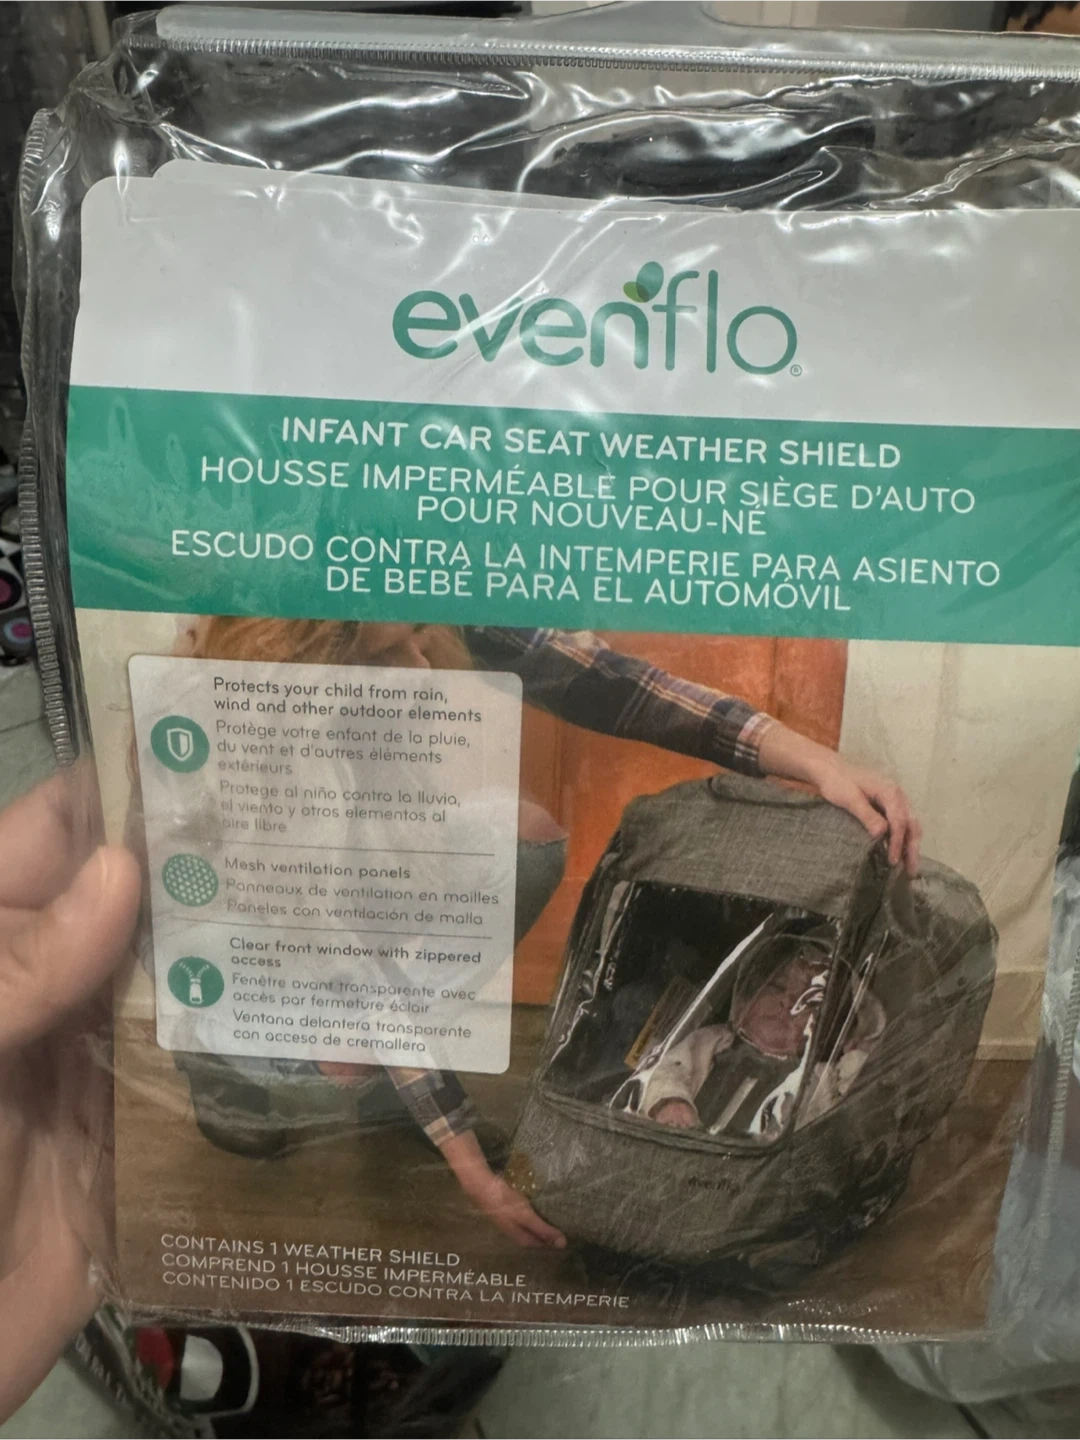 evenflo®
INFANT CAR SEAT WEATHER SHIELD
HOUSSE IMPERMÉABLE POUR SIÈGE D'AUTO
POUR NOUVEAU-NÉ
ESCUDO CONTRA LA INTEMPERIE PARA ASIENTO
DE BEBÉ PARA EL AUTOMÓVIL
Protects your child from rain,
wind and other outdoor elements
Protège votre enfant de la pluie,
du vent et d'autres éléments
extérieurs
Protege al niño contra la lluvia,
el viento y otros elementos al
aire libre
Mesh ventilation panels
Panneaux de ventilation en mailles
Paneles con ventilación de malla
Clear front window with zippered
access
Fenêtre avant transparente avec
accès par fermeture éclair
Ventana delantera transparente
con acceso de cremallera
evenflo
CONTAINS 1 WEATHER SHIELD
COMPREND 1 HOUSSE IMPERMÉABLE
CONTENIDO 1 ESCUDO CONTRA LA INTEMPERIE